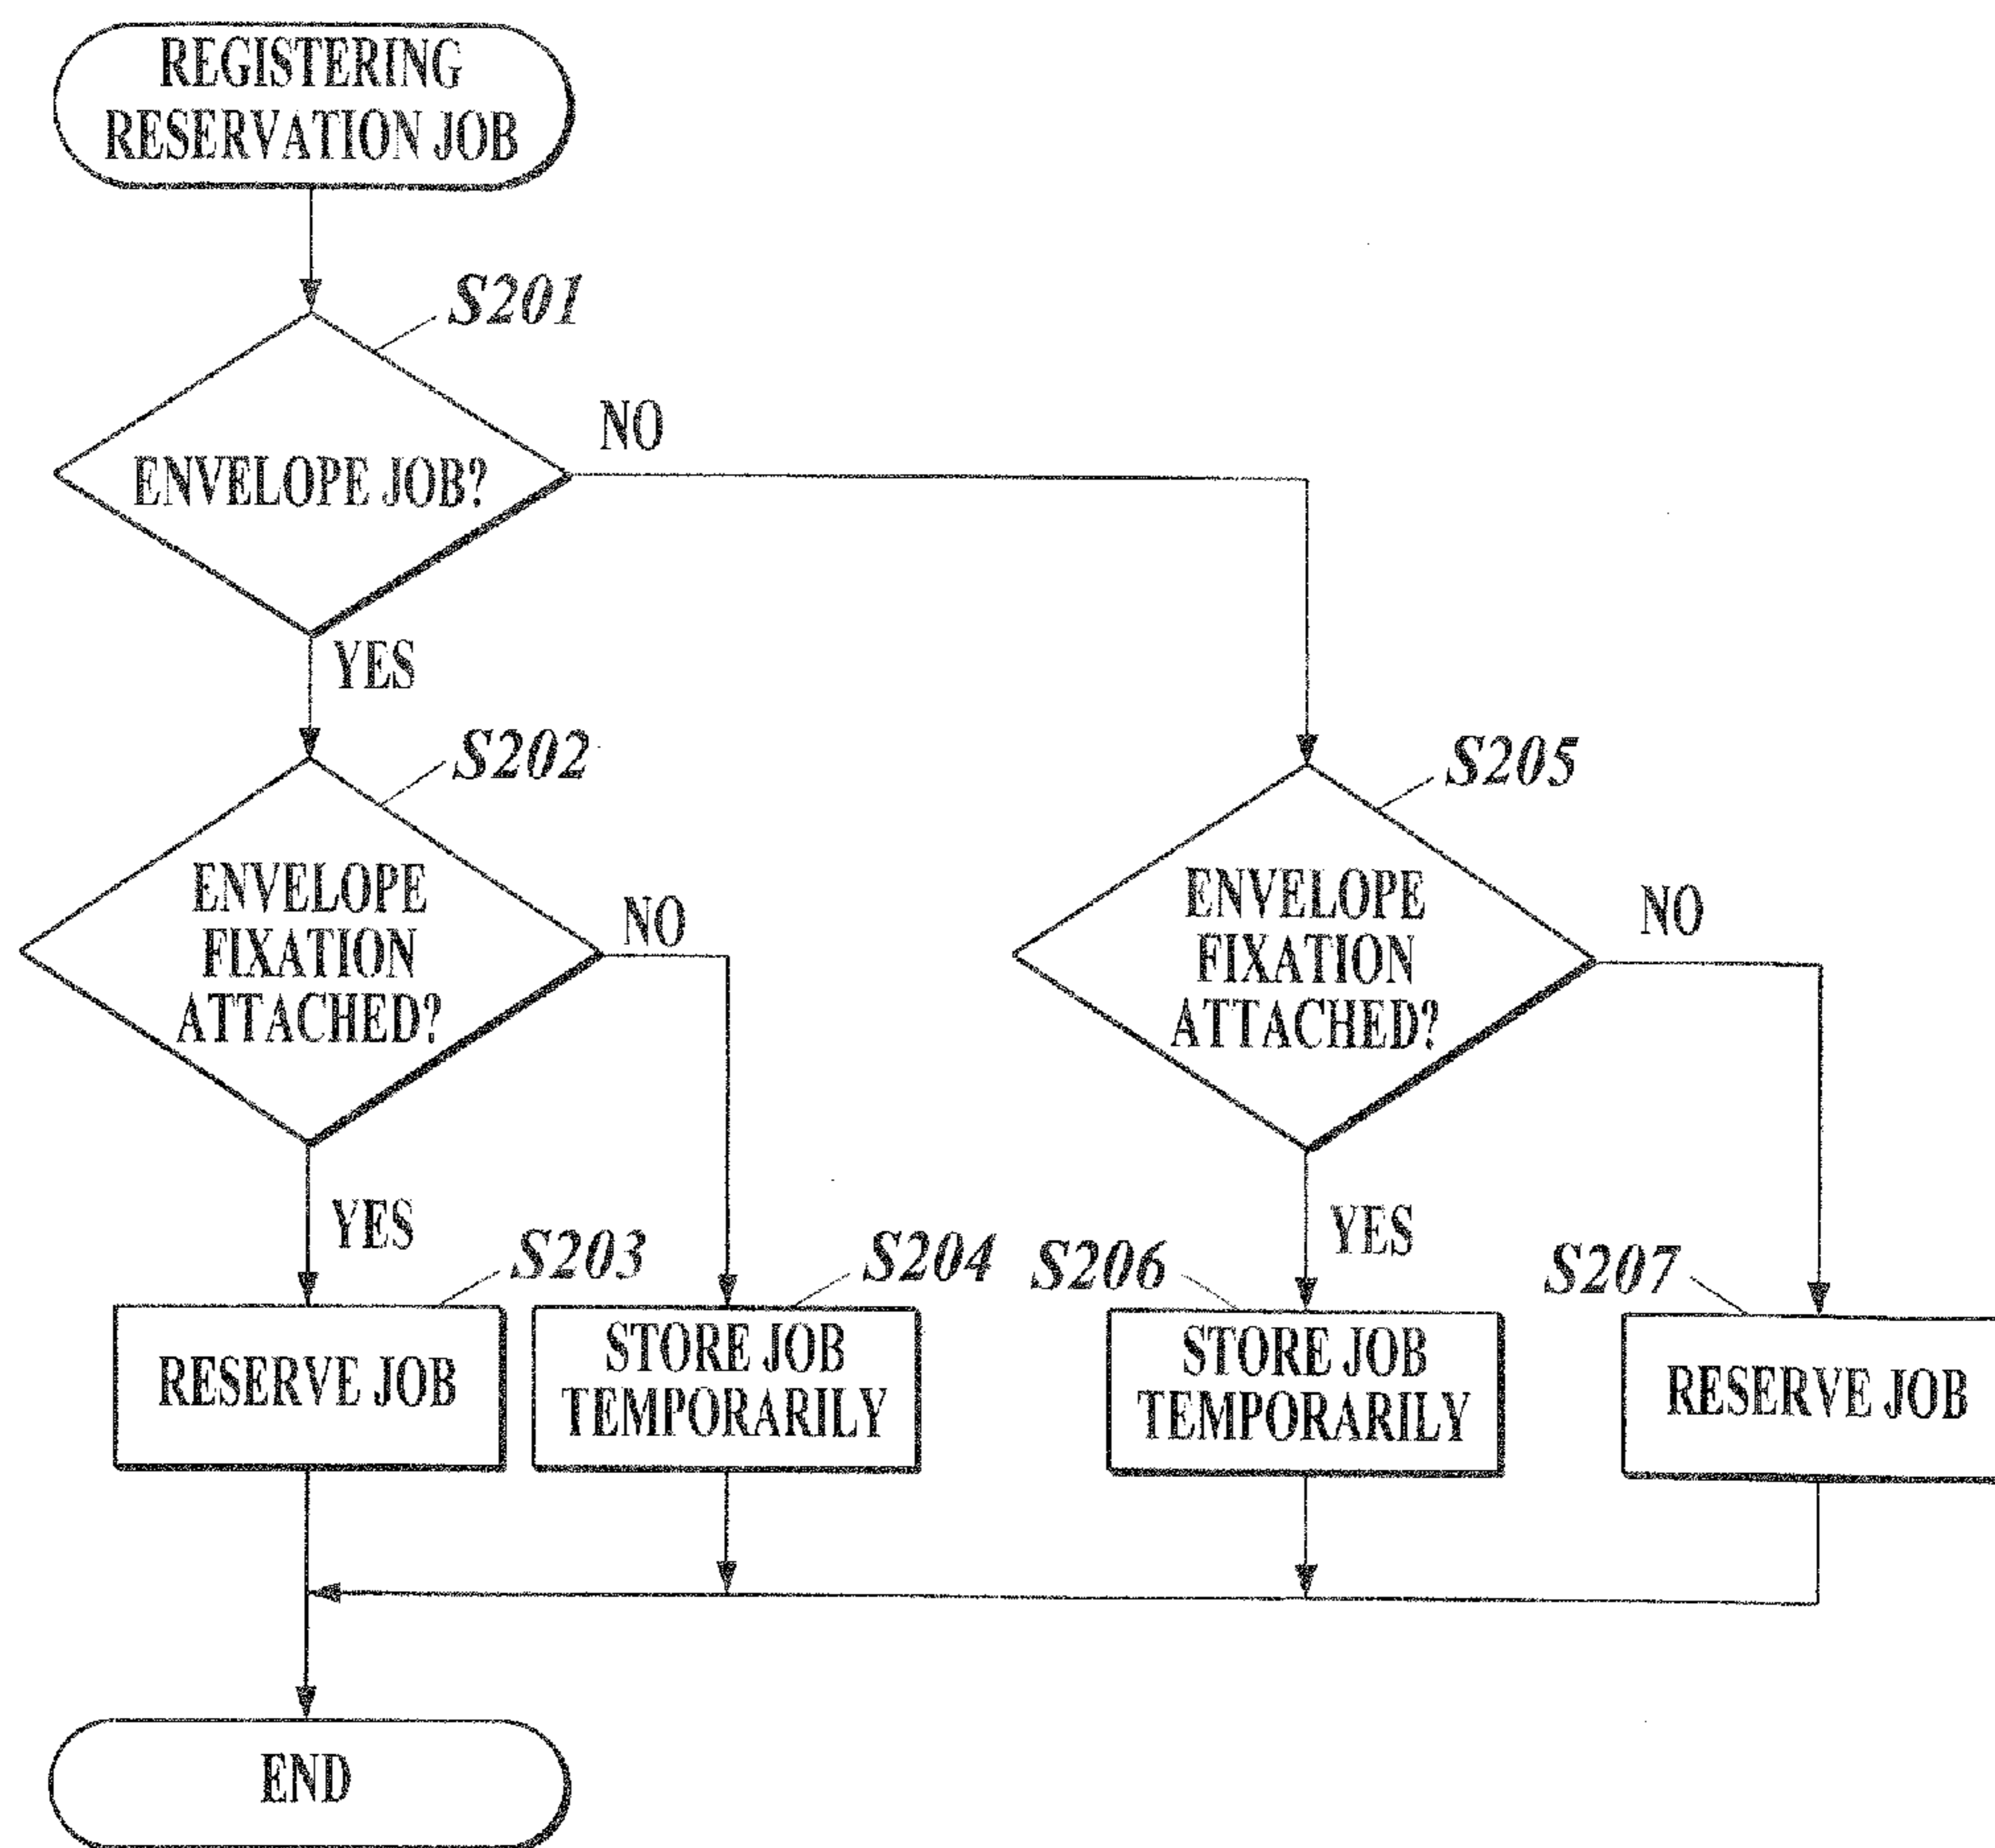 REGISTERING
RESERVATION JOB
S201
ENVELOPE JOB?
NO
YES
S202
ENVELOPE
FIXATION
ATTACHED?
NO
YES
S205
ENVELOPE
FIXATION
ATTACHED?
NO
YES
S203
RESERVE JOB
S204
STORE JOB
TEMPORARILY
S206
STORE JOB
TEMPORARILY
S207
RESERVE JOB
END